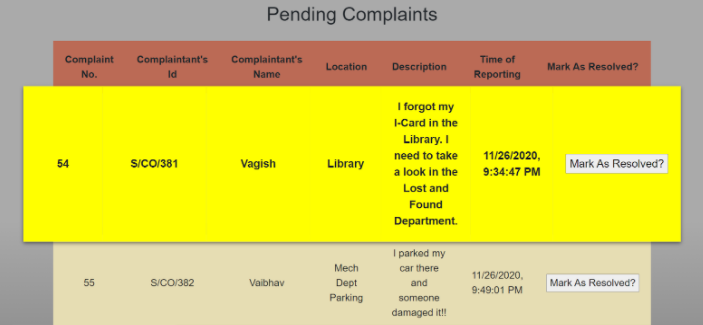 Pending Complaints
Complaint No. Complaintant's Id Complaintant's Name Location Description Time of Reporting Mark As Resolved?
54 S/CO/381 Vagish Library I forgot my I-Card in the Library. I need to take a look in the Lost and Found Department. 11/26/2020, 9:34:47 PM Mark As Resolved?
55 S/CO/382 Vaibhav Mech Dept Parking I parked my car there and someone damaged it!! 11/26/2020, 9:49:01 PM Mark As Resolved?